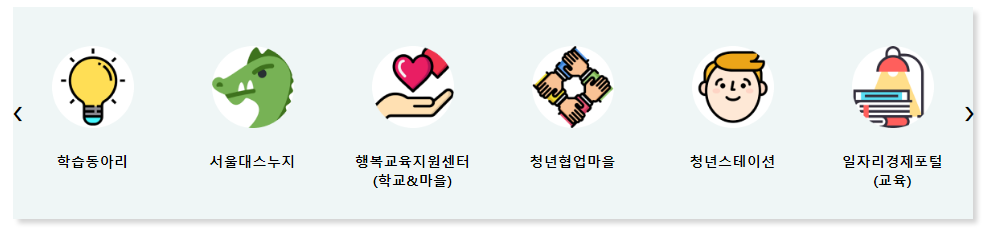 학습동아리
서울대스누지
행복교육지원센터
(학교&마을)
청년협업마을
청년스테이션
일자리경제포털
(교육)